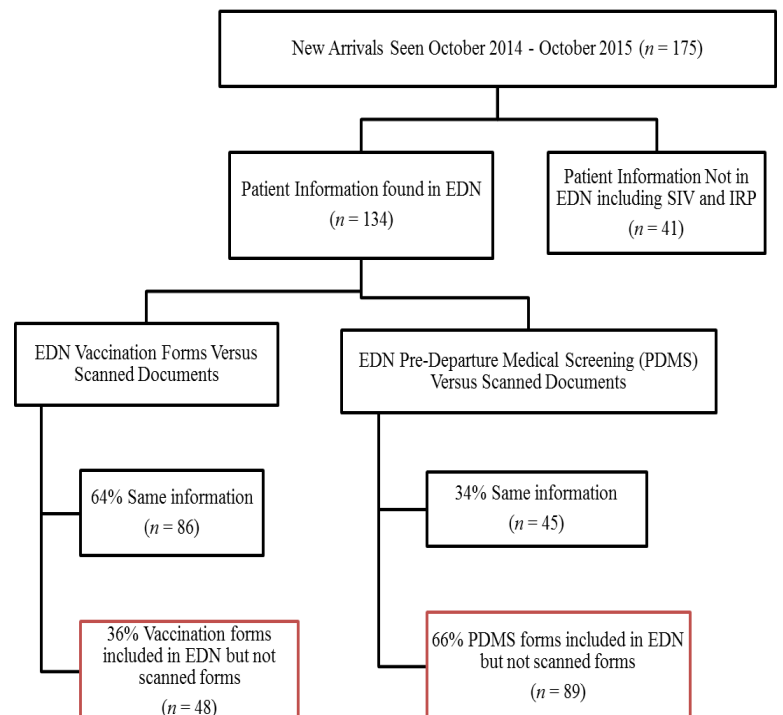 New Arrivals Seen October 2014 - October 2015 (n = 175)
Patient Information found in EDN
(n = 134)
Patient Information Not in
EDN including SIV and IRP
(n = 41)
EDN Vaccination Forms Versus
Scanned Documents
EDN Pre-Departure Medical Screening (PDMS)
Versus Scanned Documents
64% Same information
(n = 86)
34% Same information
(n = 45)
36% Vaccination forms
included in EDN but not
scanned forms
(n = 48)
66% PDMS forms included in EDN
but not scanned forms
(n = 89)